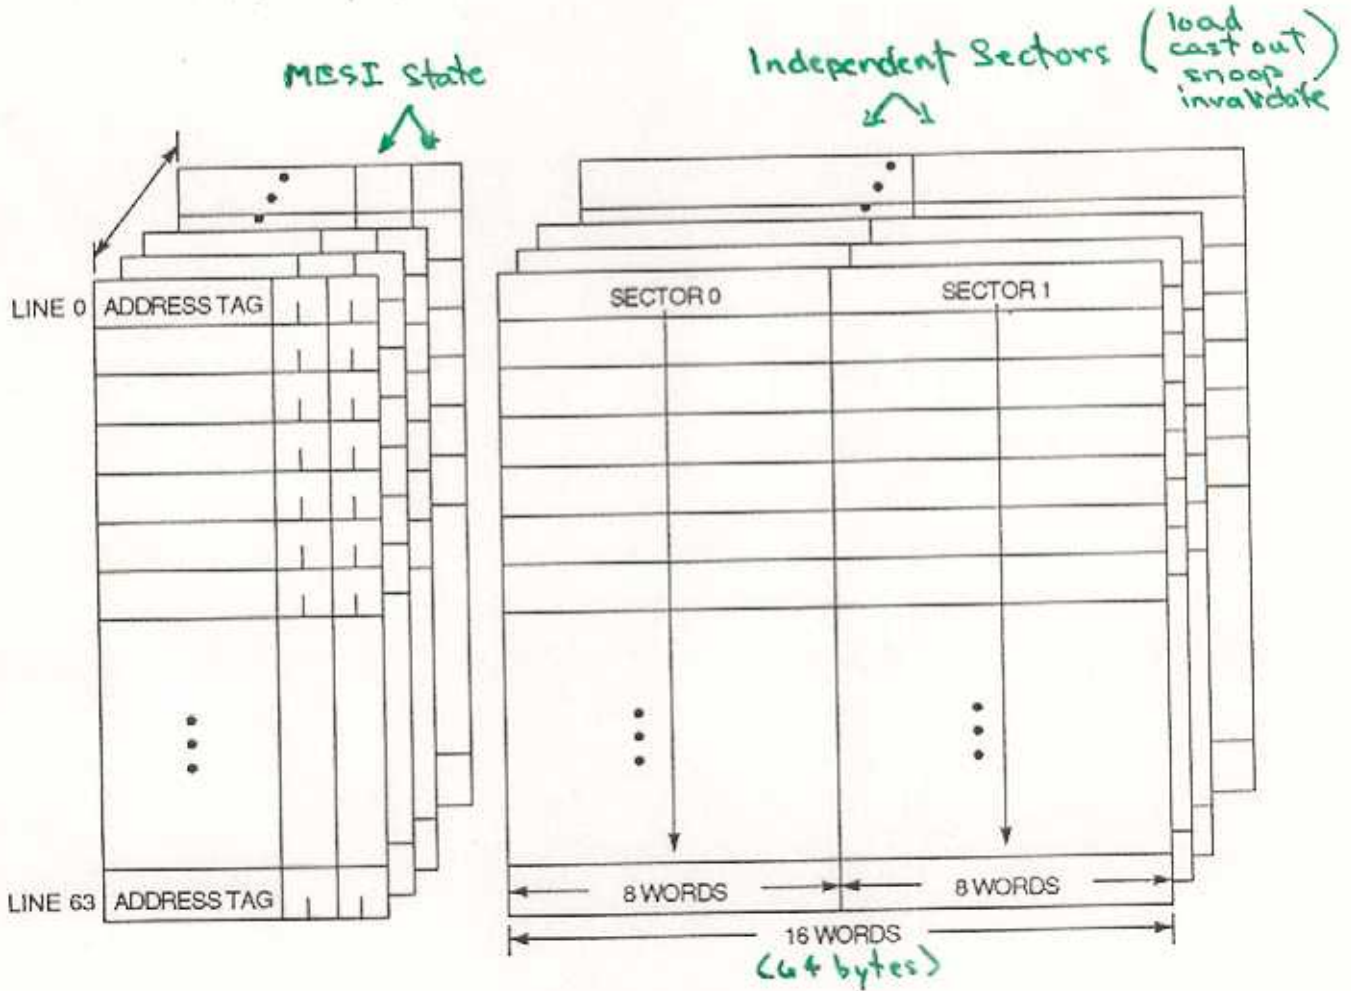 MESI State
Independent Sectors
( load
cast out
snoop
invalidate )
LINE 0
ADDRESS TAG
SECTOR 0
SECTOR 1
LINE 63
ADDRESS TAG
8 WORDS
8 WORDS
16 WORDS
(64 bytes)